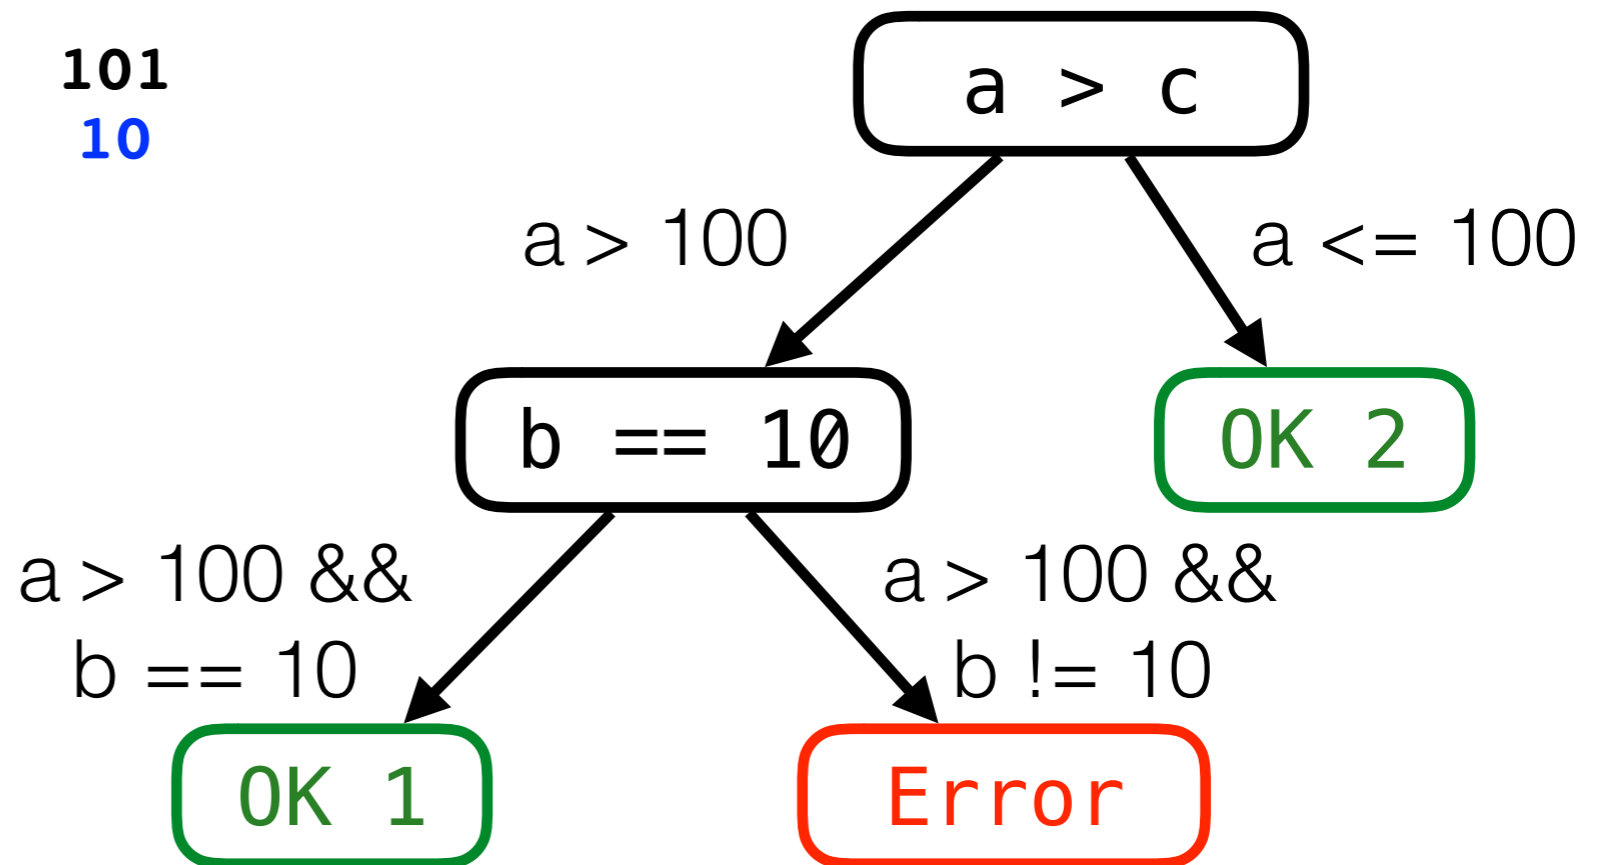 101
10
a > c
a > 100
a <= 100
b == 10
OK 2
a > 100 &&
b == 10
a > 100 &&
b != 10
OK 1
Error